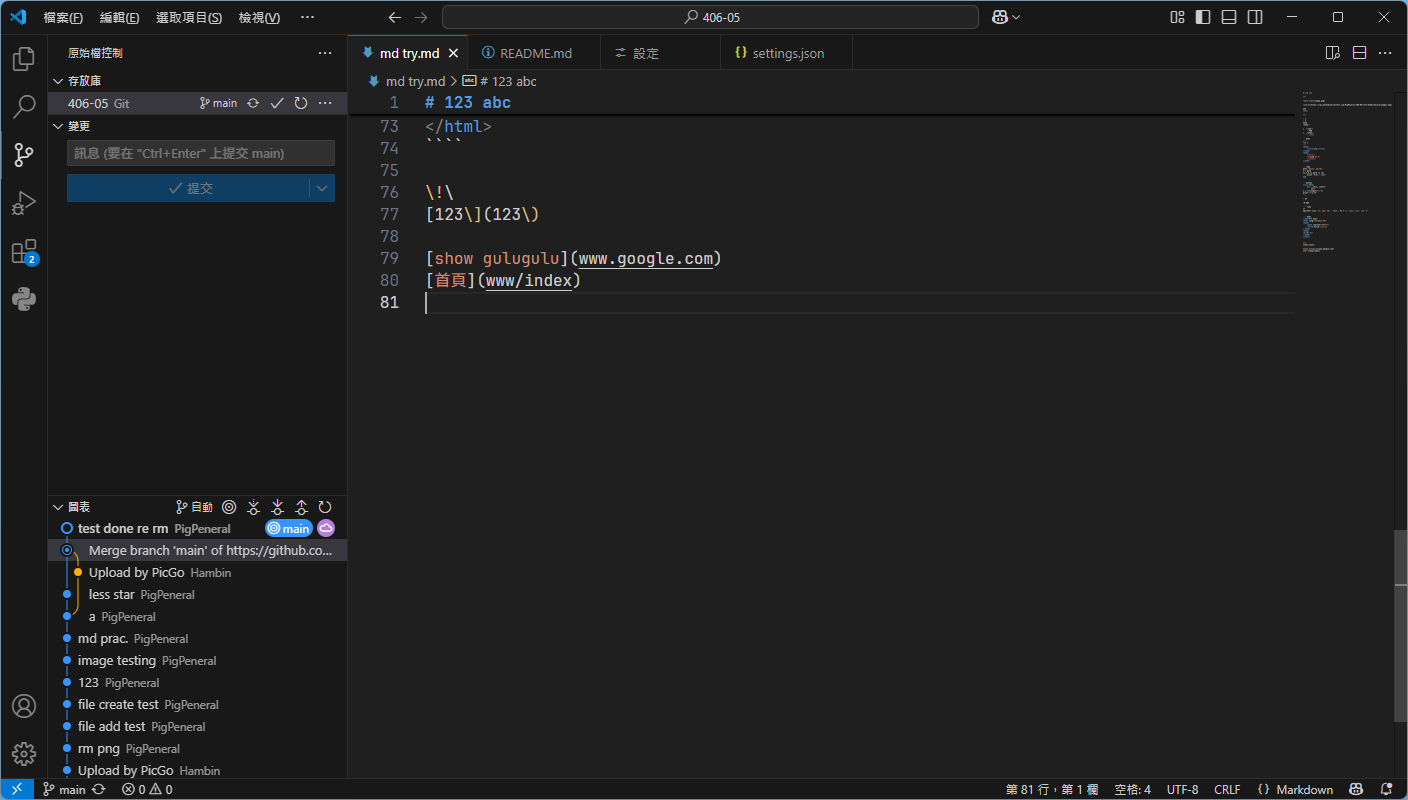 檔案(F) 編輯(E) 選取項目(S) 檢視(V) ··· 406-05
原始檔控制 ···
存放庫
406-05 Git main ···
變更
訊息 (要在 "Ctrl+Enter" 上提交 main)
提交
2
圖表 自動
test done re rm PigPeneral main
Merge branch 'main' of https://github.co...
Upload by PicGo Hambin
less star PigPeneral
a PigPeneral
md prac. PigPeneral
image testing PigPeneral
123 PigPeneral
file create test PigPeneral
file add test PigPeneral
rm png PigPeneral
Upload by PicGo Hambin
md try.md README.md 設定 {} settings.json ···
md try.md > # 123 abc
1 # 123 abc
73 </html>
74 ````
75
76 \!\
77 [123\](123\)
78
79 [show gulugulu](www.google.com)
80 [首頁](www/index)
81
main 0 0 第 81 行，第 1 欄 空格: 4 UTF-8 CRLF {} Markdown